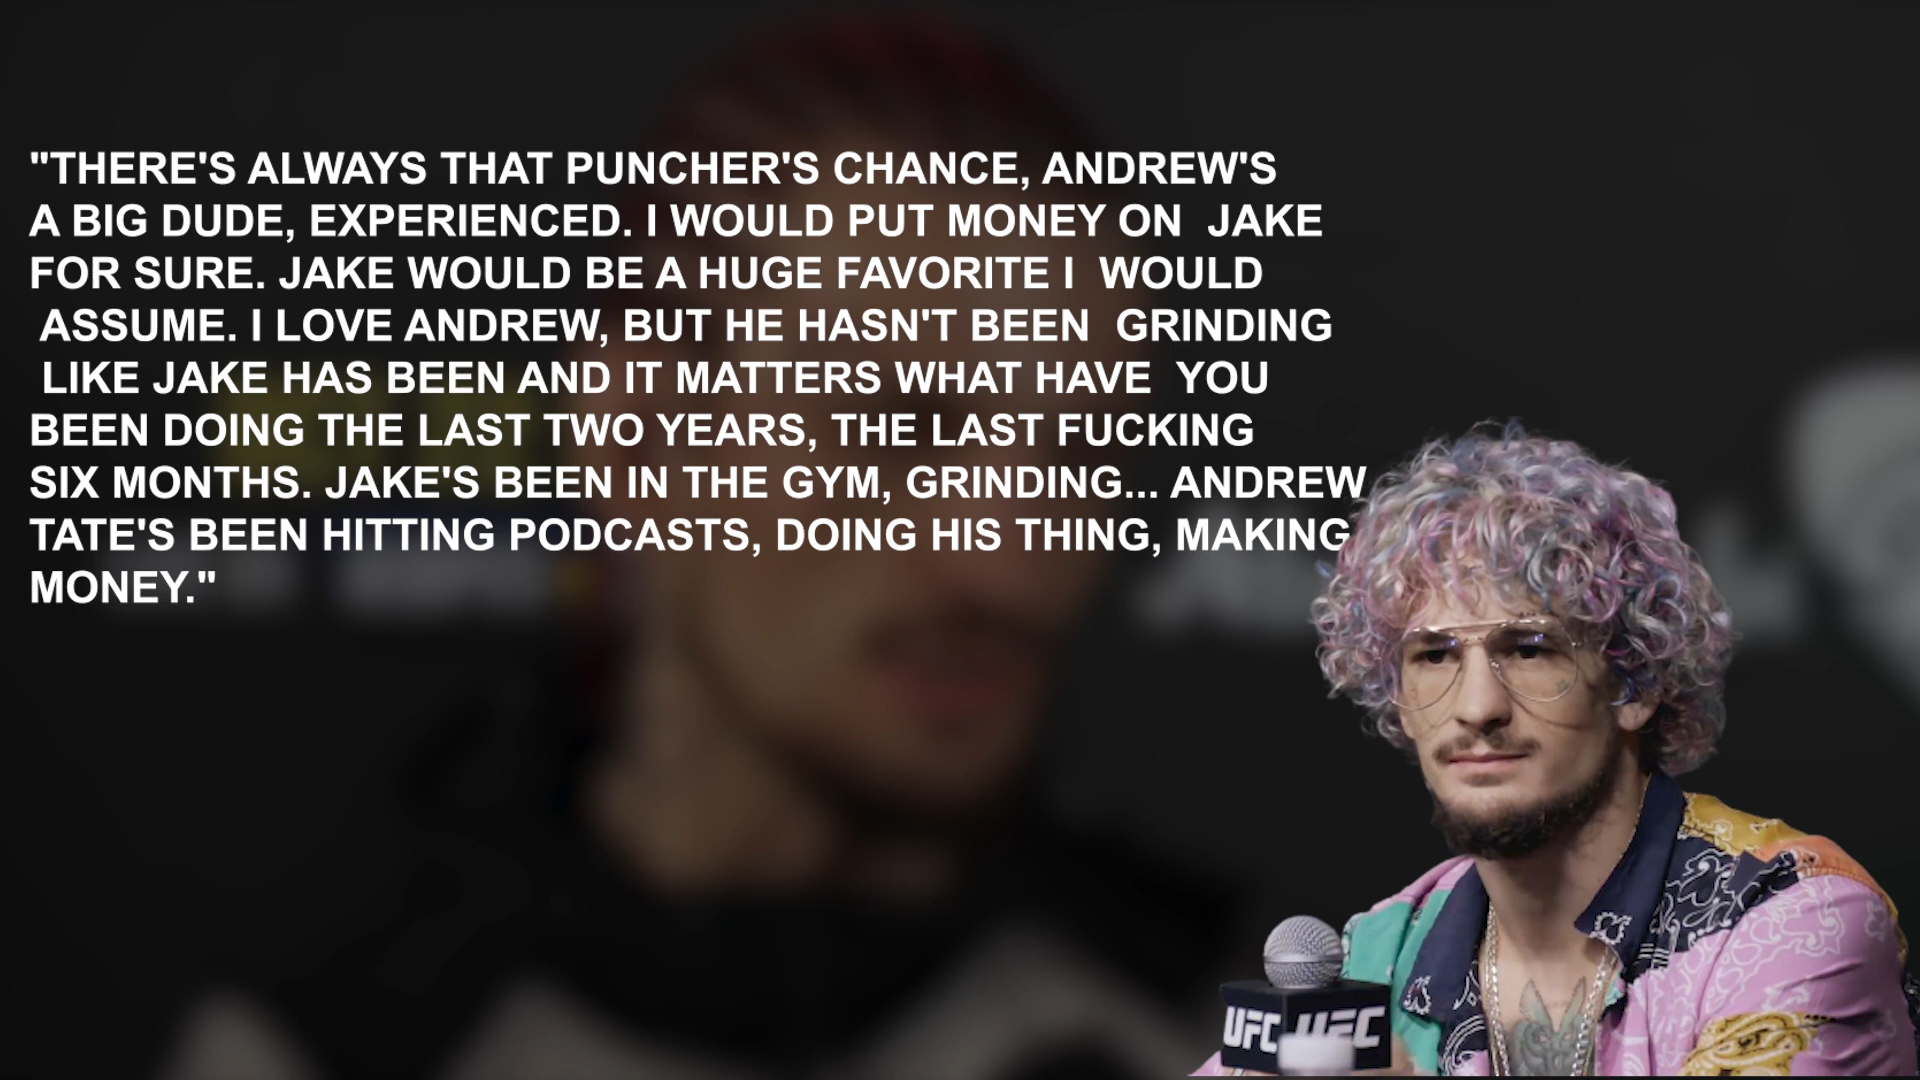 "THERE'S ALWAYS THAT PUNCHER'S CHANCE, ANDREW'S
A BIG DUDE, EXPERIENCED. I WOULD PUT MONEY ON JAKE
FOR SURE. JAKE WOULD BE A HUGE FAVORITE I WOULD
ASSUME. I LOVE ANDREW, BUT HE HASN'T BEEN GRINDING
LIKE JAKE HAS BEEN AND IT MATTERS WHAT HAVE YOU
BEEN DOING THE LAST TWO YEARS, THE LAST FUCKING
SIX MONTHS. JAKE'S BEEN IN THE GYM, GRINDING... ANDREW
TATE'S BEEN HITTING PODCASTS, DOING HIS THING, MAKING
MONEY."
UFC UFC